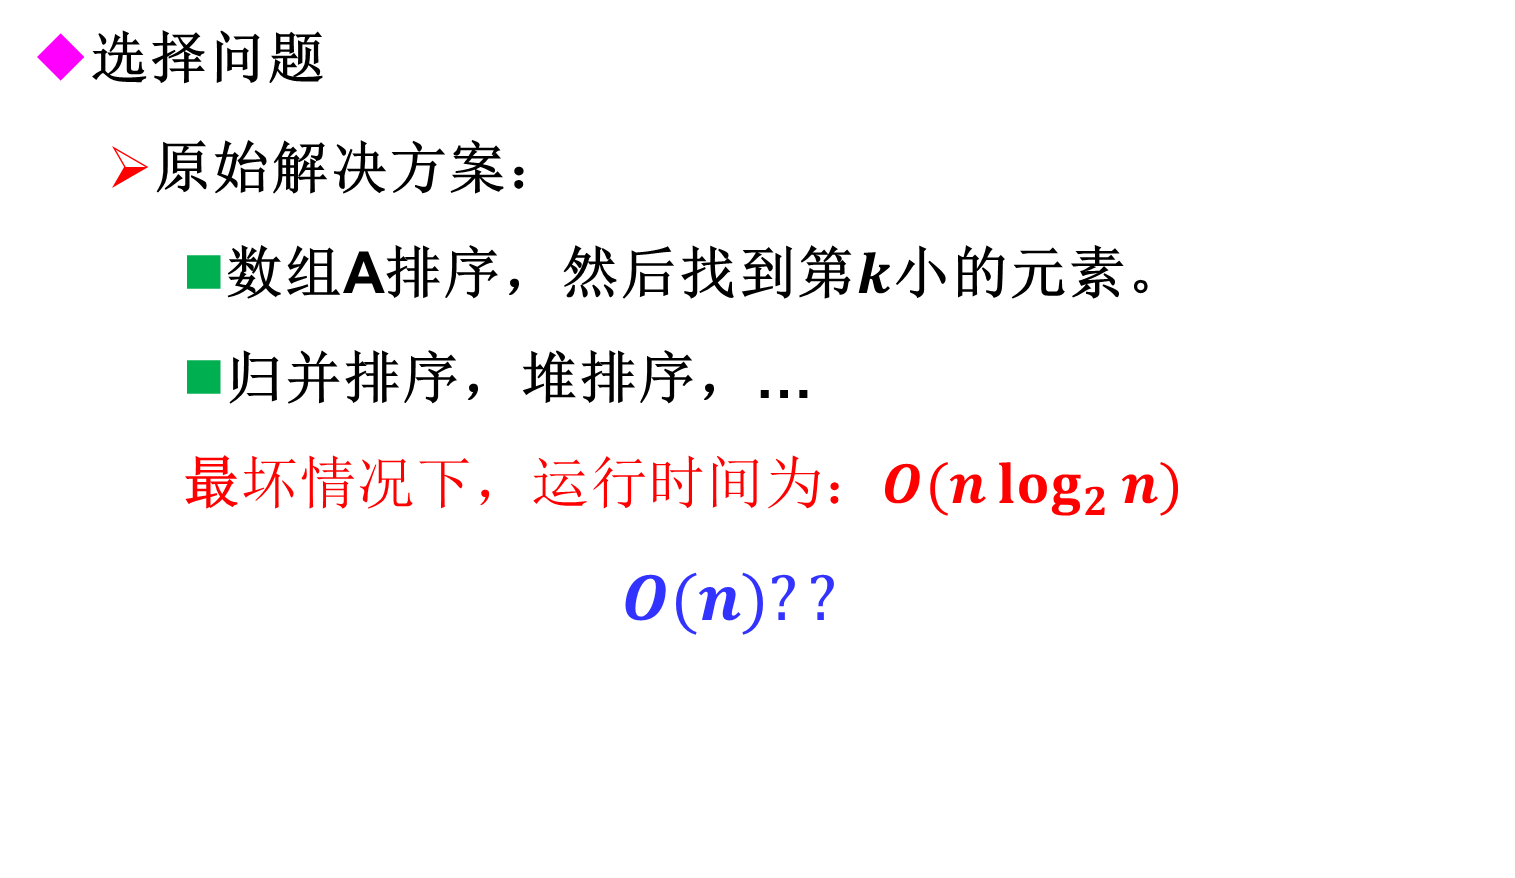 选择问题
原始解决方案：
数组A排序，然后找到第k小的元素。
归并排序，堆排序，…
最坏情况下，运行时间为：O(n log₂ n)
O(n)??